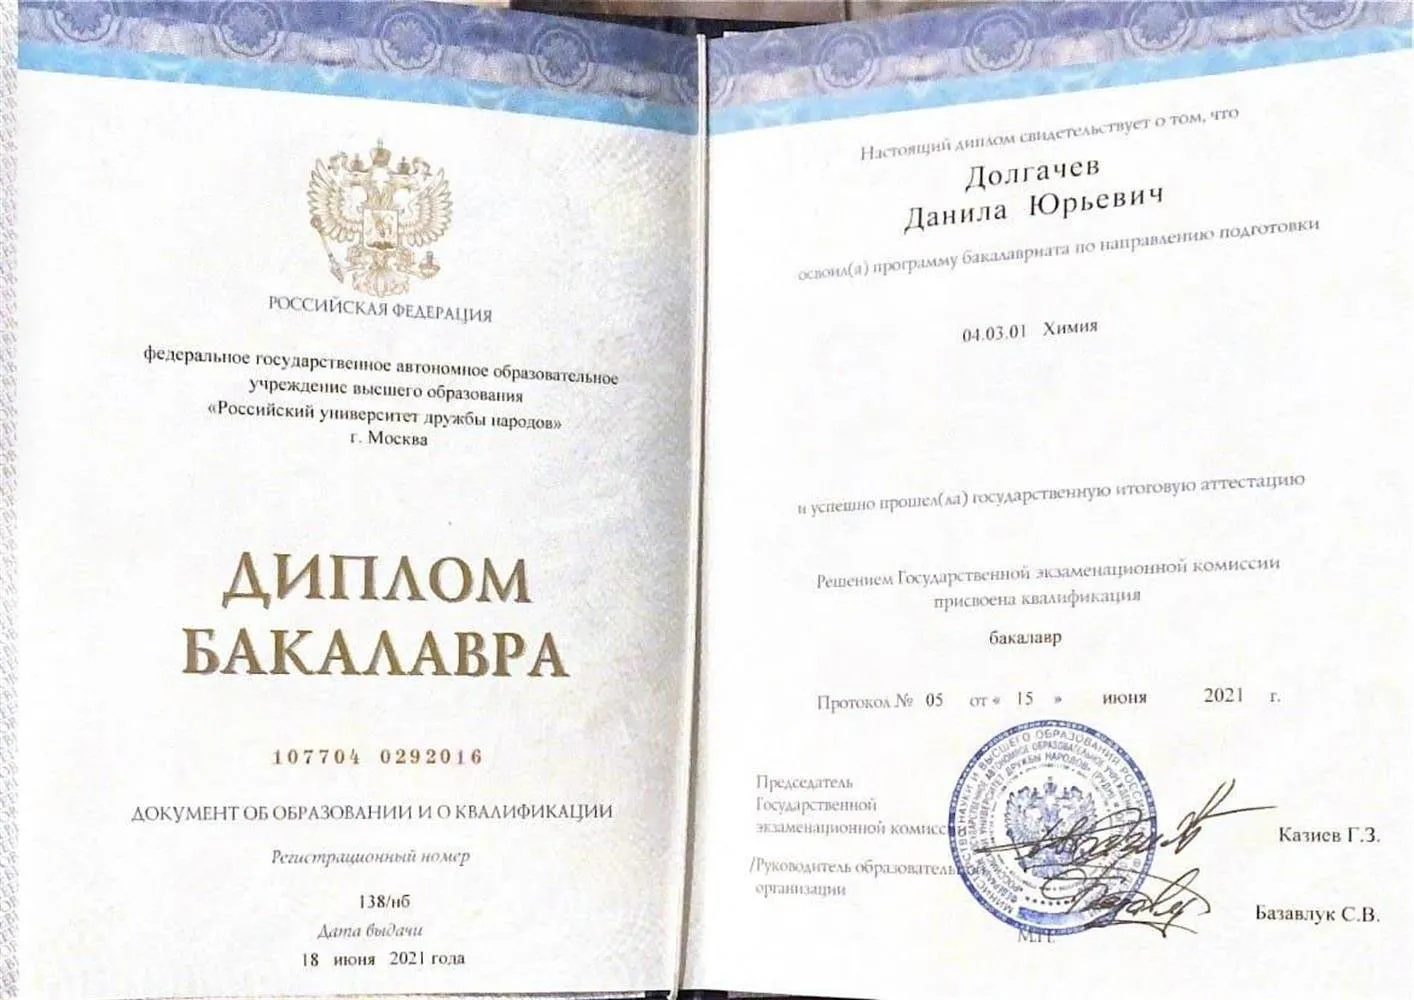 РОССИЙСКАЯ ФЕДЕРАЦИЯ
федеральное государственное автономное образовательное
учреждение высшего образования
«Российский университет дружбы народов»
г. Москва
ДИПЛОМ
БАКАЛАВРА
107704 0292016
ДОКУМЕНТ ОБ ОБРАЗОВАНИИ И О КВАЛИФИКАЦИИ
Регистрационный номер
138/нб
Дата выдачи
18 июня 2021 года
Настоящий диплом свидетельствует о том, что
Долгачев
Данила Юрьевич
освоил(а) программу бакалавриата по направлению подготовки
04.03.01 Химия
и успешно прошел(ла) государственную итоговую аттестацию
Решением Государственной экзаменационной комиссии
присвоена квалификация
бакалавр
Протокол № 05 от « 15 » июня 2021 г.
Председатель
Государственной
экзаменационной
Казиев Г.З.
/Руководитель
организации
Базавлук С.В.
М.П.